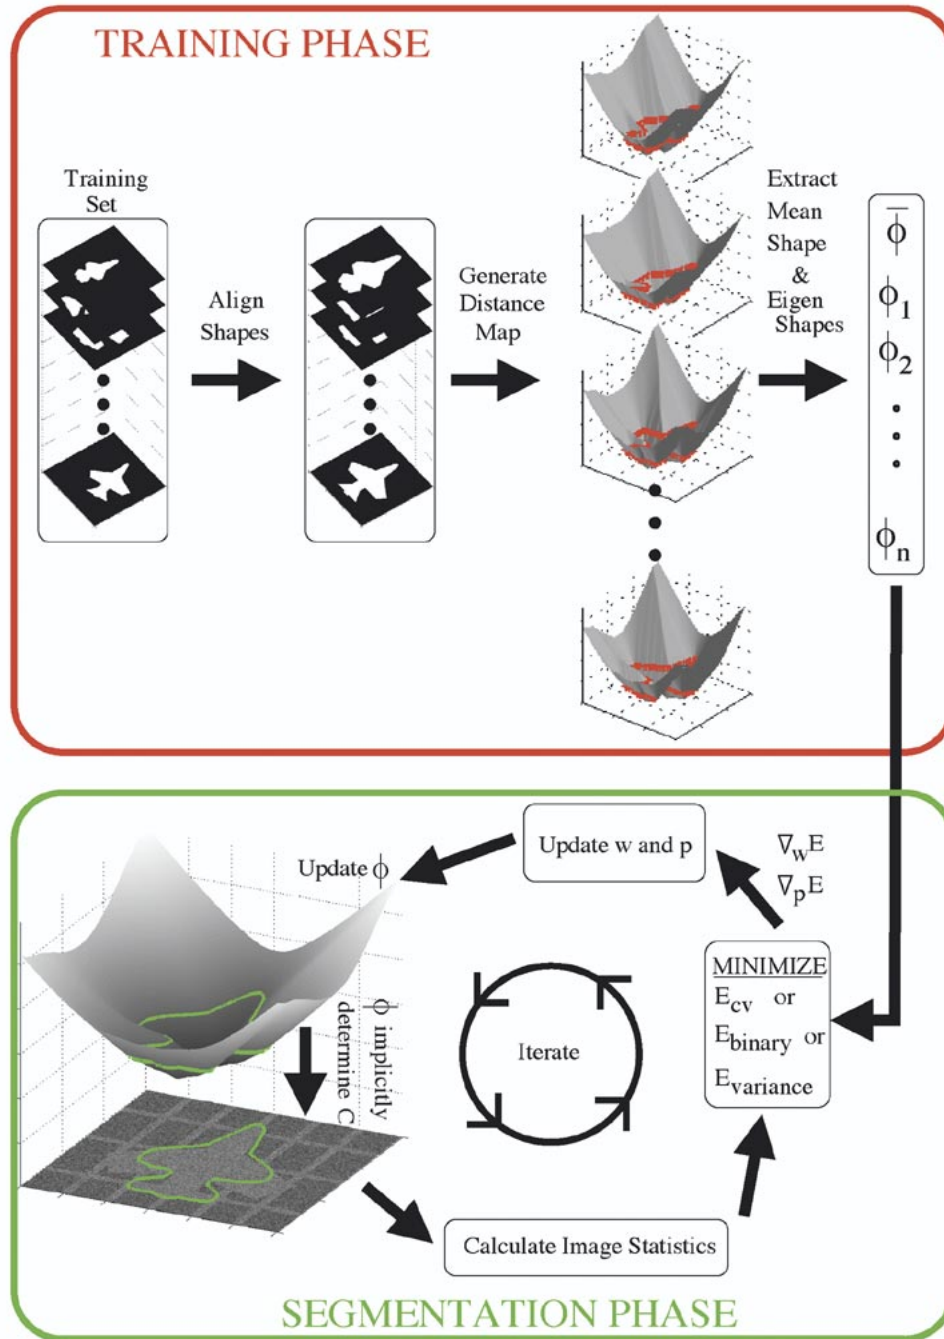 TRAINING PHASE
Training
Set
Align
Shapes
Generate
Distance
Map
Extract
Mean
Shape
&
Eigen
Shapes
ϕ̅
ϕ₁
ϕ₂
ϕₙ
Update w and p
∇wE
∇pE
Update ϕ
ϕ implicitly
determine C
Iterate
MINIMIZE
Ecv or
Ebinary or
Evariance
Calculate Image Statistics
SEGMENTATION PHASE